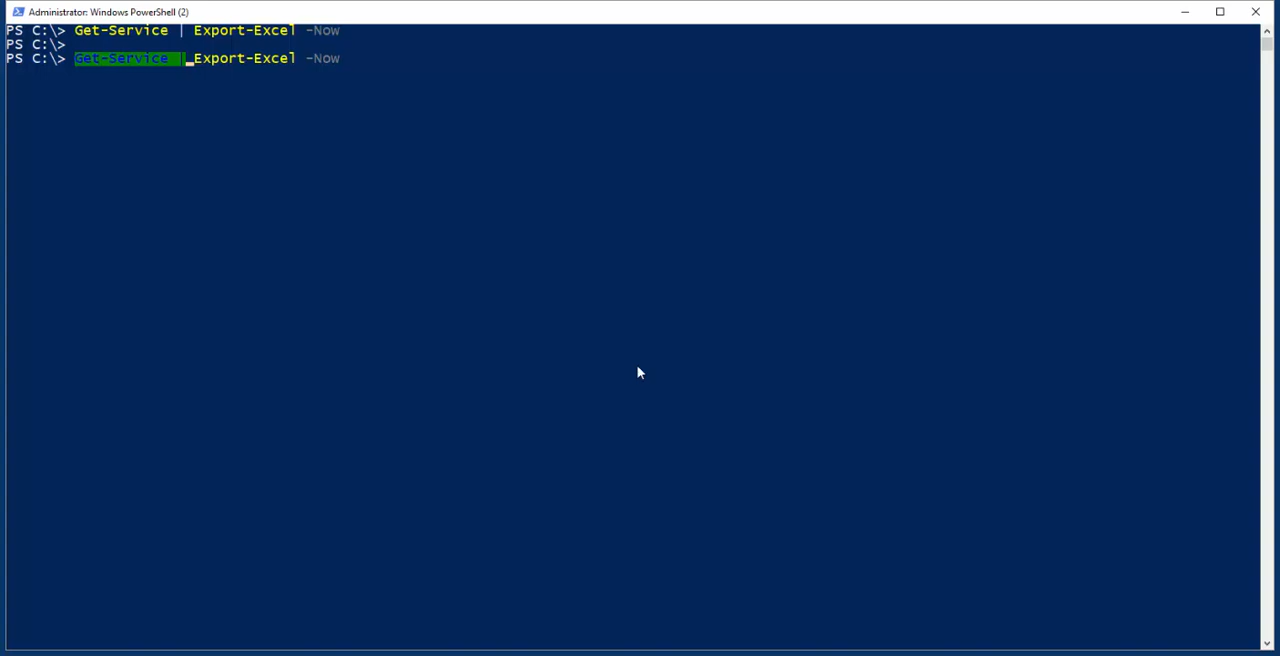 Administrator: Windows PowerShell (2)
PS C:\> Get-Service | Export-Excel -Now
PS C:\>
PS C:\> Get-Service | Export-Excel -Now